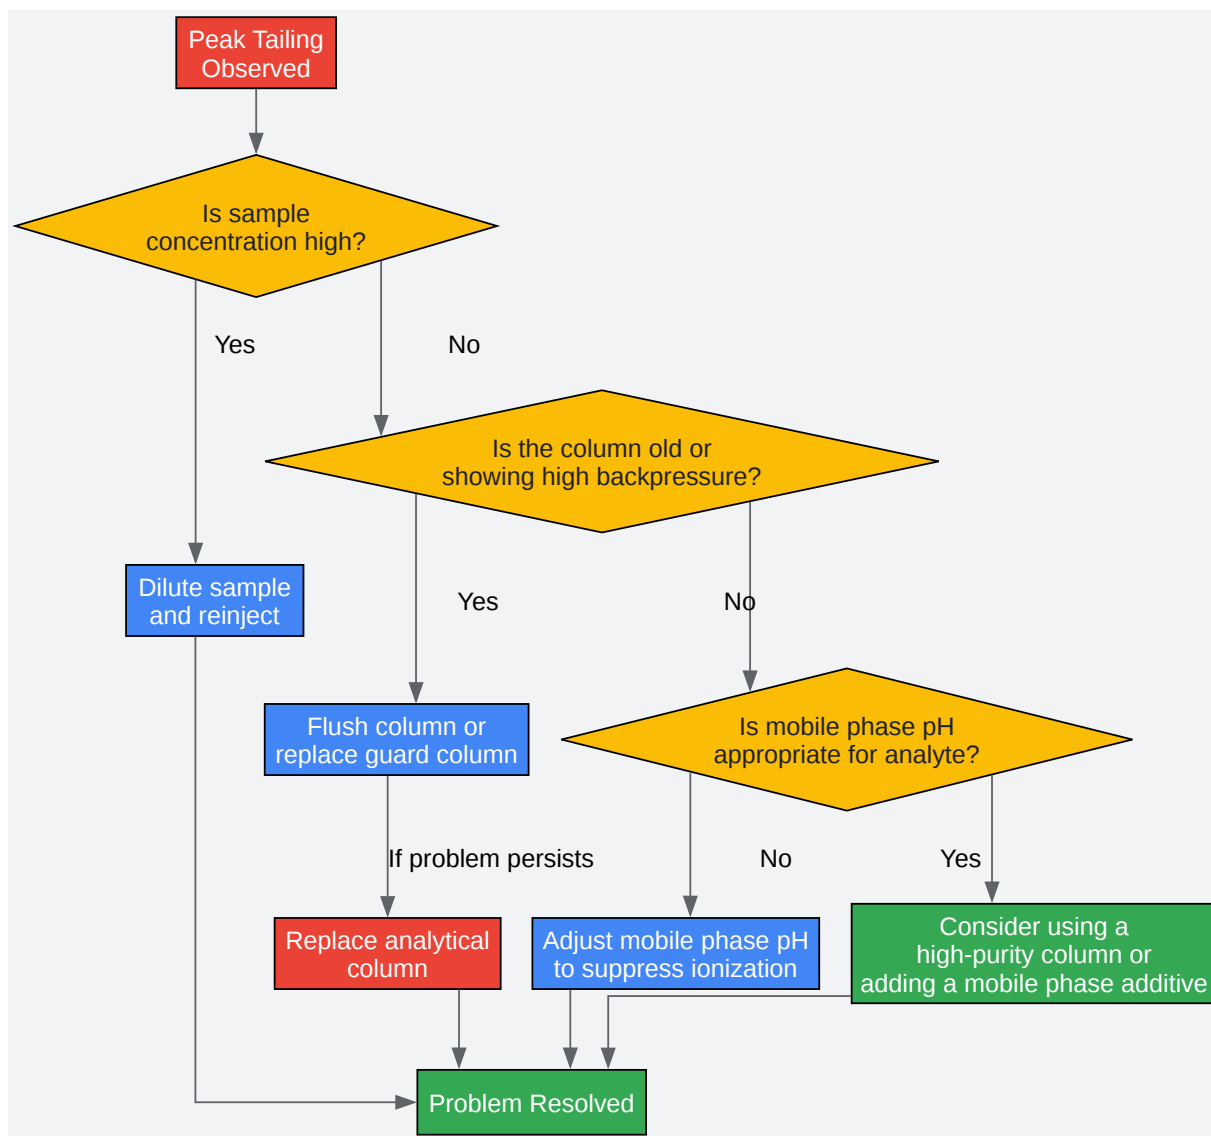 Peak Tailing
Observed
Is sample
concentration high?
Yes
No
Is the column old or
showing high backpressure?
Dilute sample
and reinject
Yes
No
Flush column or
replace guard column
Is mobile phase pH
appropriate for analyte?
If problem persists
No
Yes
Replace analytical
column
Adjust mobile phase pH
to suppress ionization
Consider using a
high-purity column or
adding a mobile phase additive
Problem Resolved